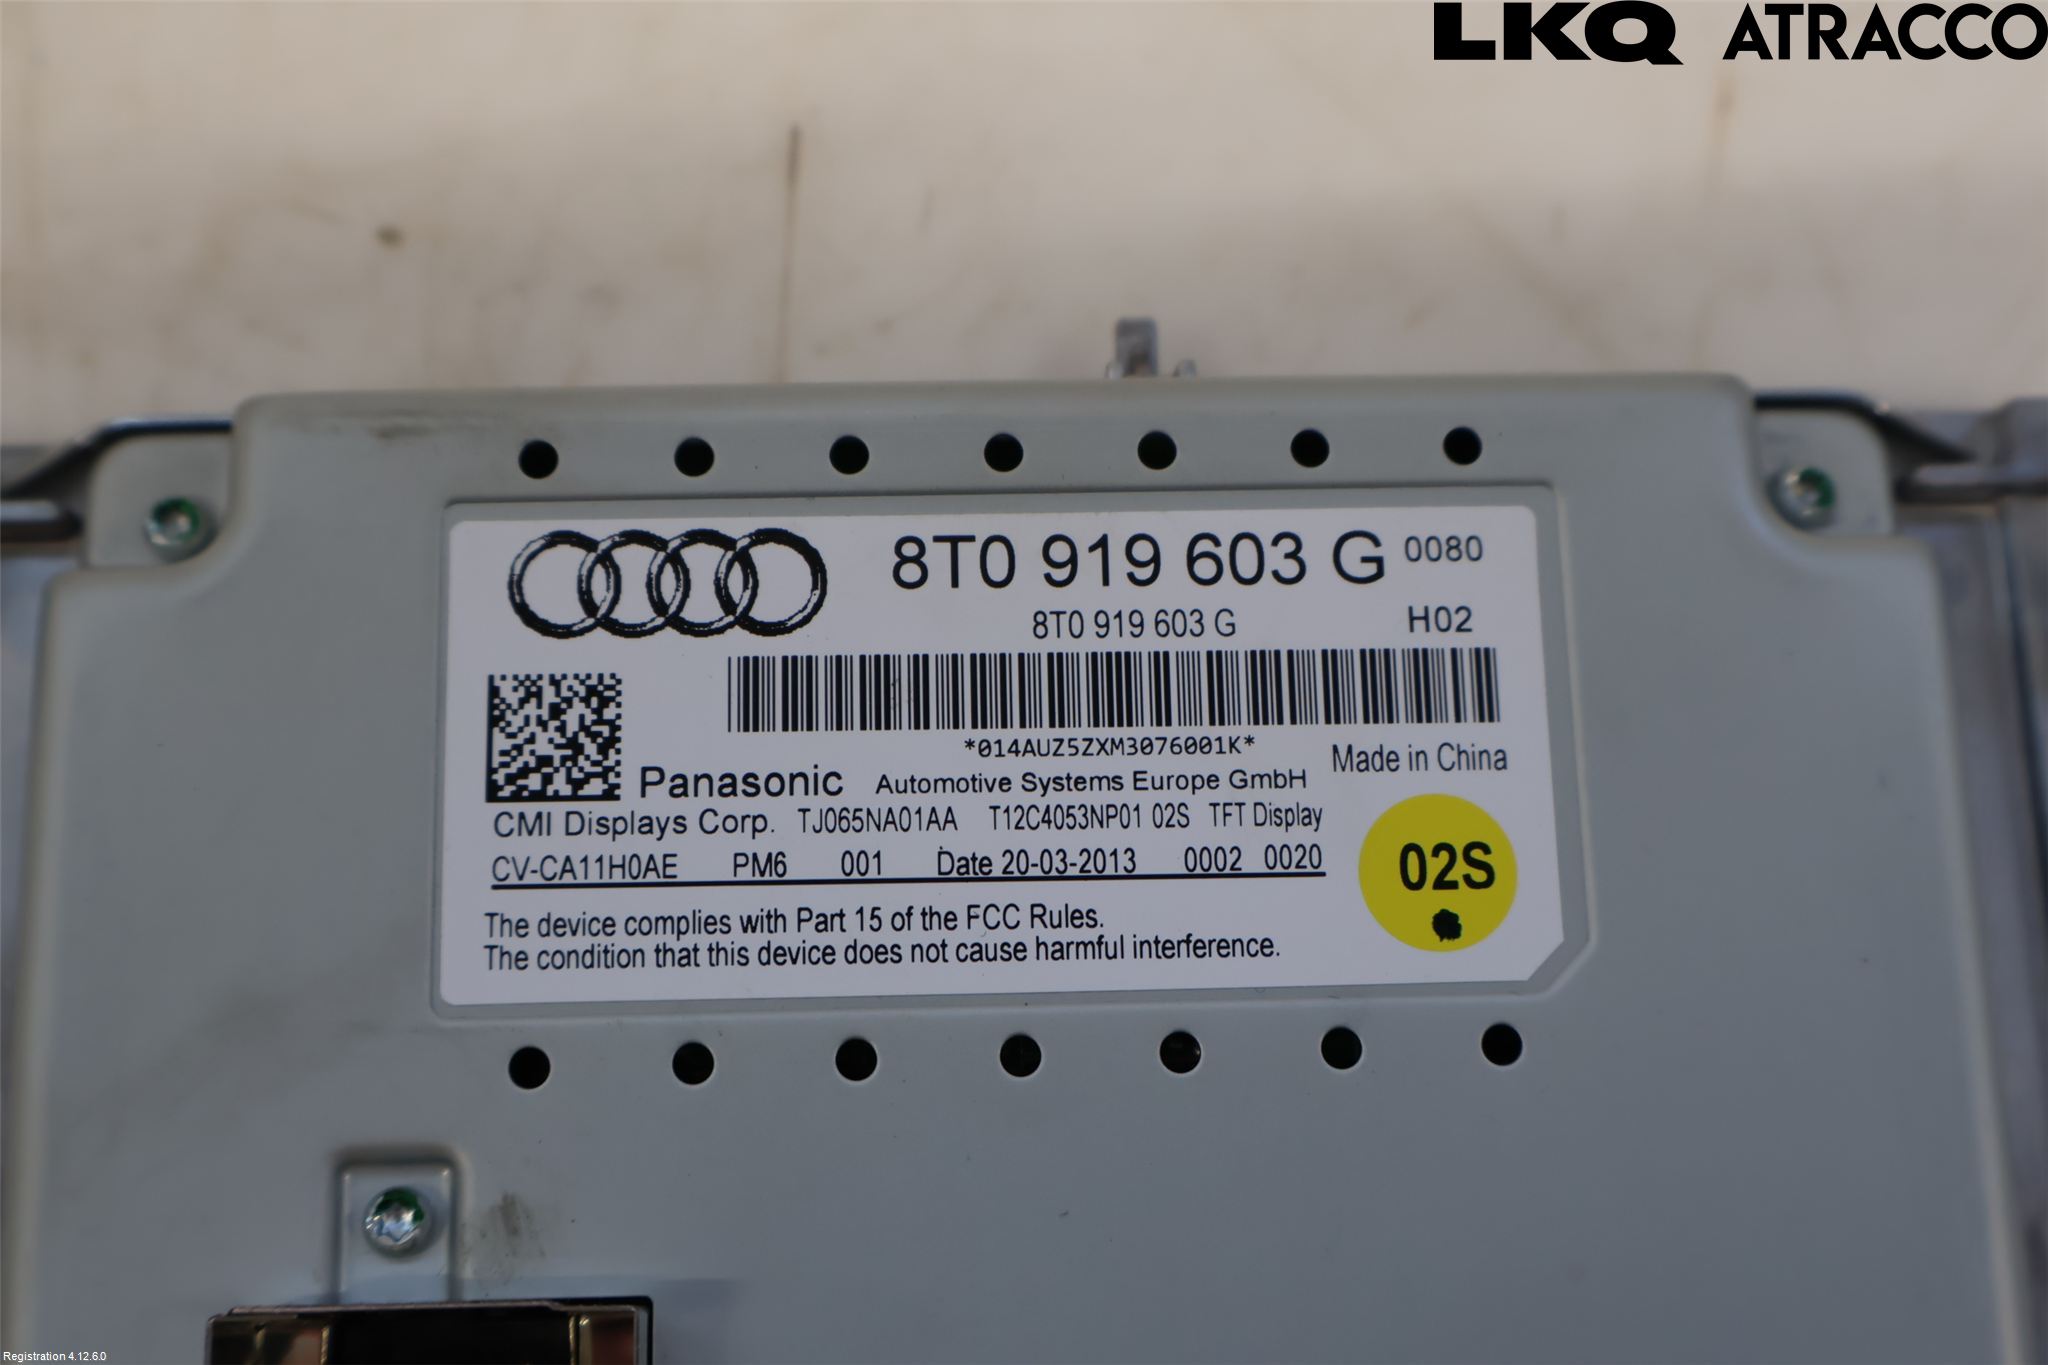 LKQ ATRACCO
8T0 919 603 G 0080
8T0 919 603 G H02
*014AUZ5ZXM3076001K*
Made in China
Panasonic Automotive Systems Europe GmbH
CMI Displays Corp. TJ065NA01AA T12C4053NP01 02S TFT Display
CV-CA11H0AE PM6 001 Date 20-03-2013 0002 0020
02S
The device complies with Part 15 of the FCC Rules.
The condition that this device does not cause harmful interference.
Registration 4.12.6.0